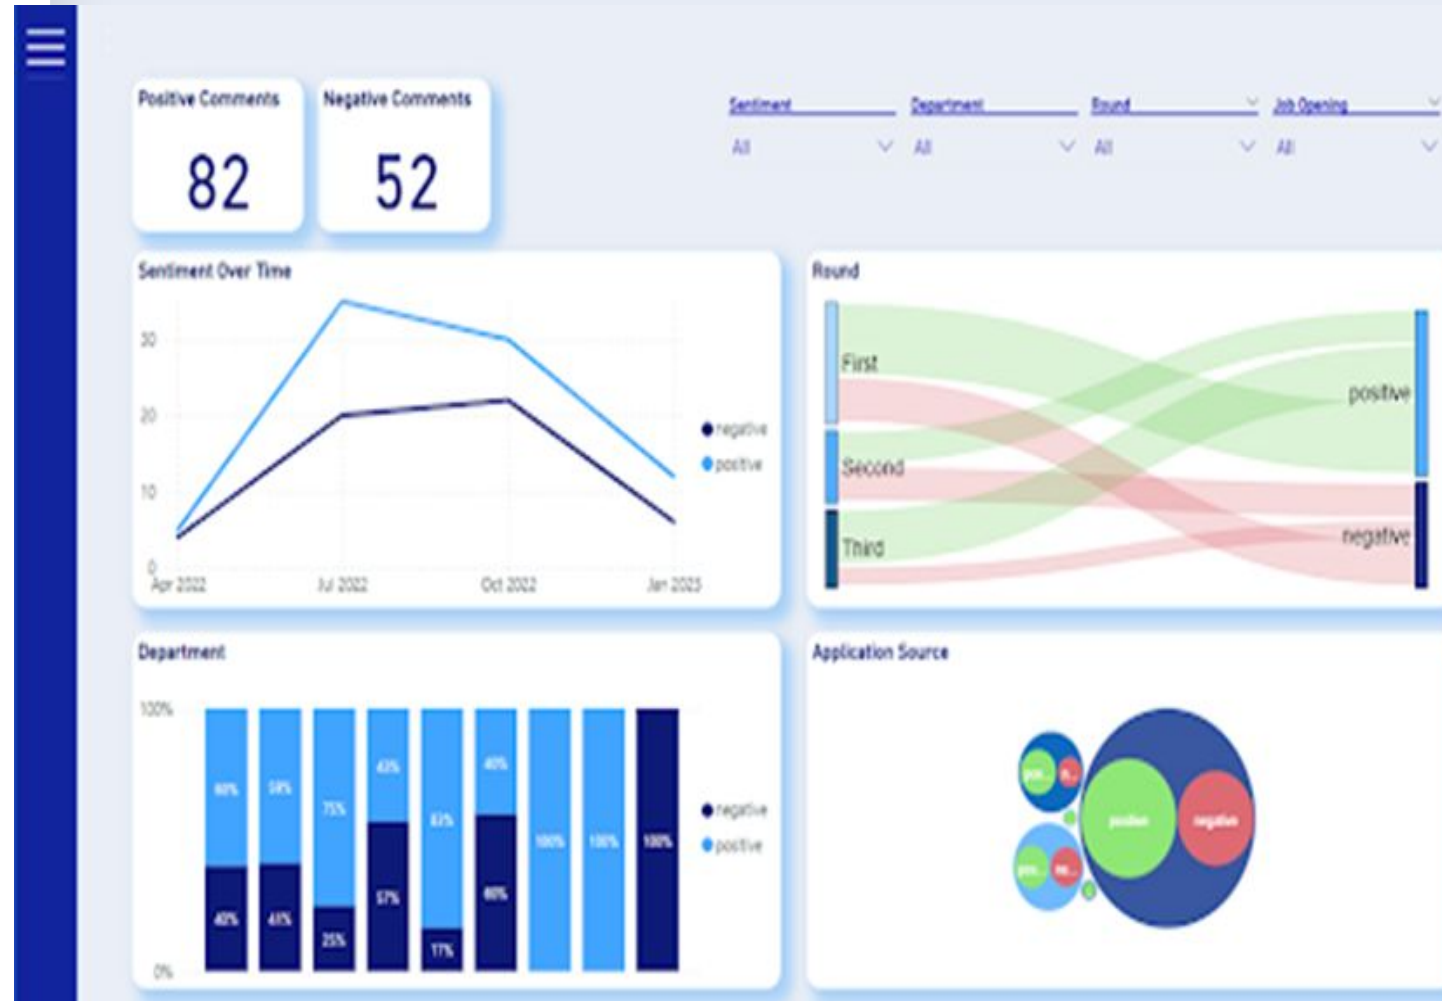 Positive Comments
Negative Comments
82
52
Sentiment
Department
Round
Job Opening
All
All
All
All
Sentiment Over Time
30
20
10
0
Apr 2022
Jul 2022
Oct 2022
Jan 2023
negative
positive
Round
First
Second
Third
positive
negative
Department
100%
0%
60%
59%
75%
43%
83%
40%
100%
100%
100%
40%
41%
25%
57%
17%
60%
negative
positive
Application Source
pos...
n...
positive
negative
pos...
ne...